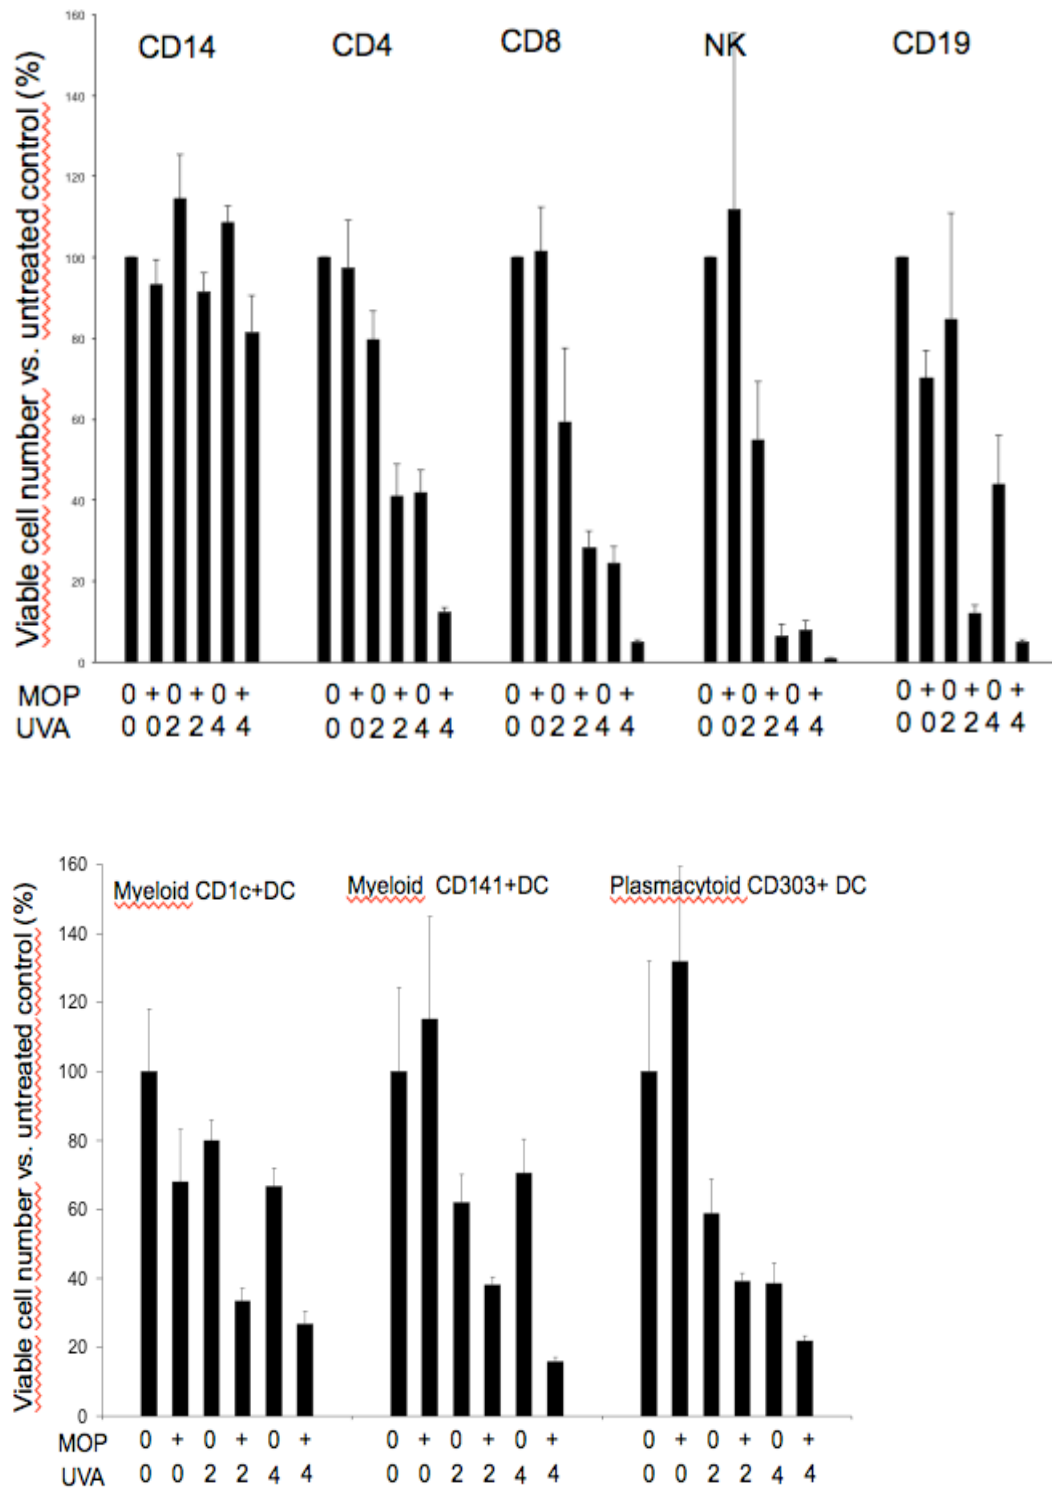 160
CD14 CD4 CD8 NK CD19
140
120
100
80
60
40
20
0
Viable cell number vs. untreated control (%)
MOP 0 + 0 + 0 + 0 + 0 + 0 + 0 + 0 + 0 + 0 + 0 + 0 + 0 + 0 + 0 +
UVA 0 0 2 2 4 4 0 0 2 2 4 4 0 0 2 2 4 4 0 0 2 2 4 4 0 0 2 2 4 4
160
Myeloid CD1c+DC Myeloid CD141+DC Plasmacytoid CD303+ DC
140
120
100
80
60
40
20
0
Viable cell number vs. untreated control (%)
MOP 0 + 0 + 0 + 0 + 0 + 0 + 0 + 0 + 0 +
UVA 0 0 2 2 4 4 0 0 2 2 4 4 0 0 2 2 4 4